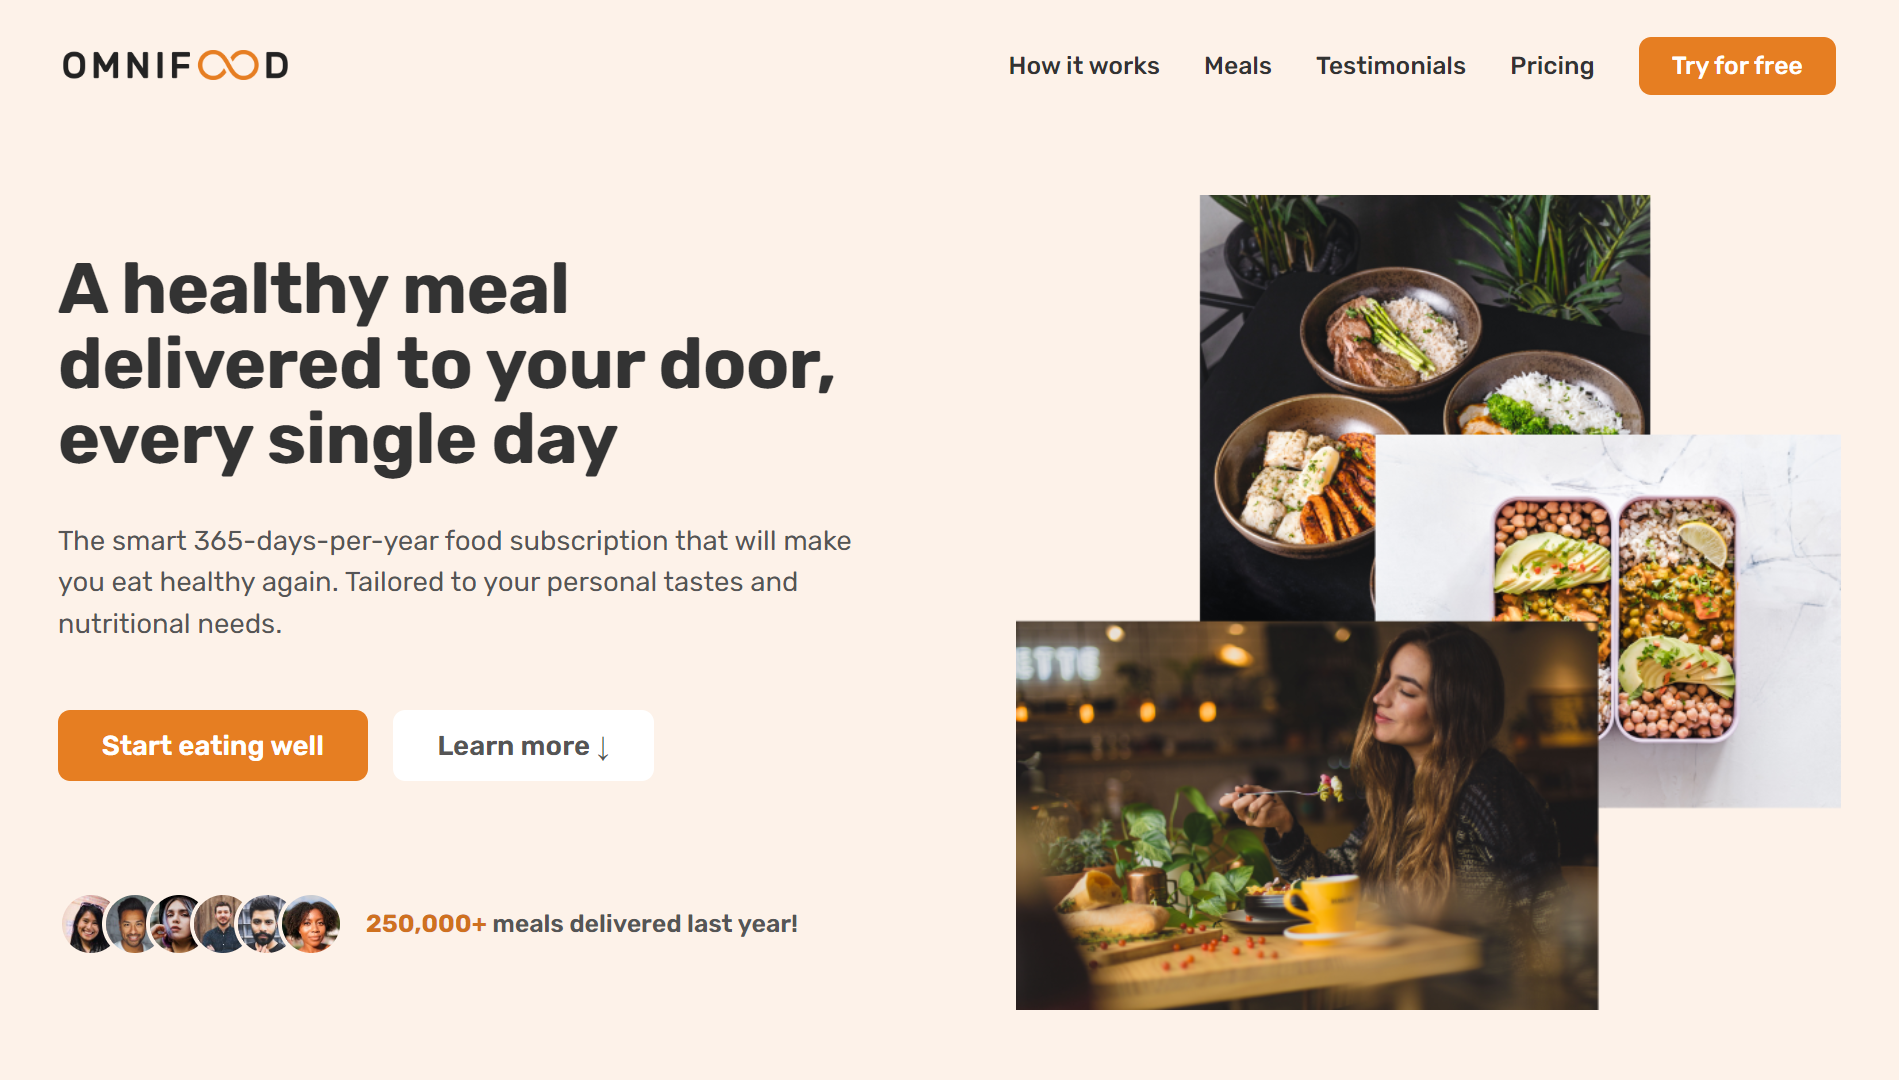 OMNIFOOD
How it works
Meals
Testimonials
Pricing
Try for free
A healthy meal
delivered to your door,
every single day
The smart 365-days-per-year food subscription that will make
you eat healthy again. Tailored to your personal tastes and
nutritional needs.
Start eating well
Learn more ↓
250,000+ meals delivered last year!
ETTE